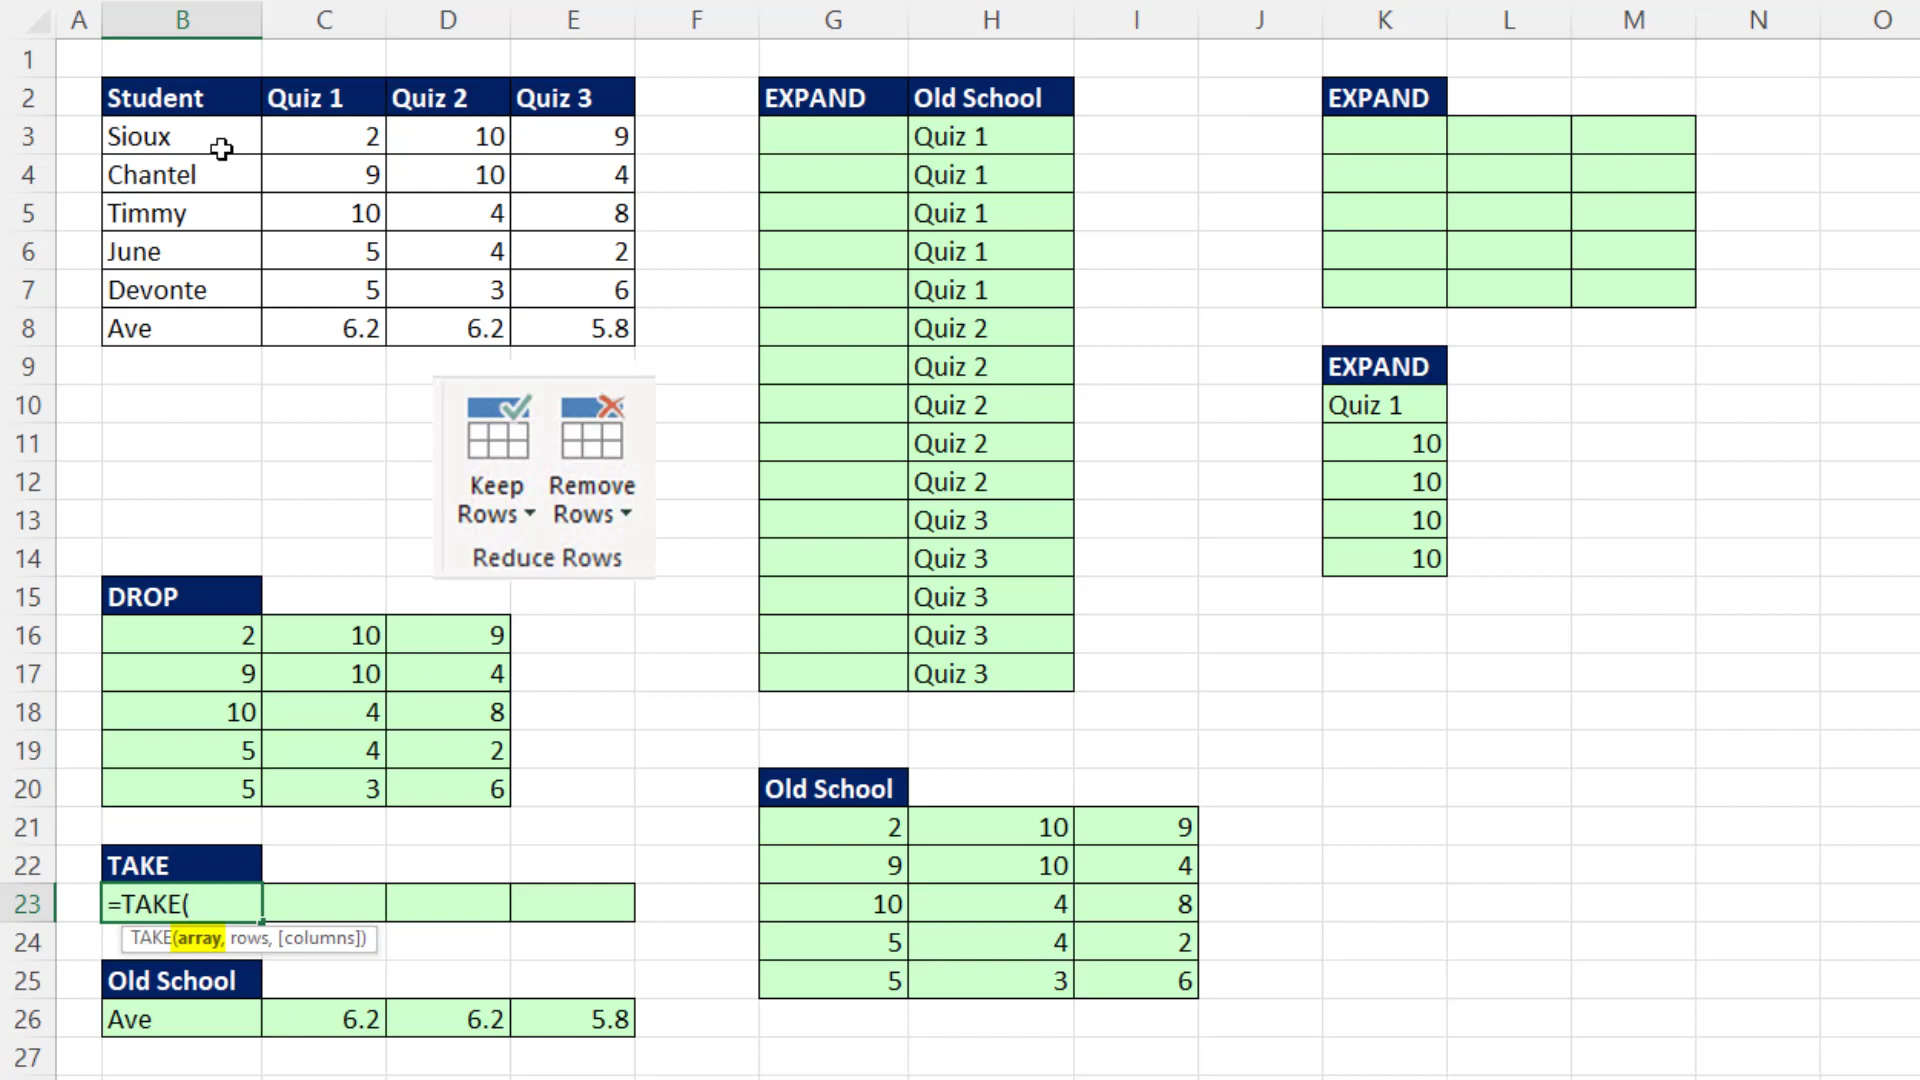 A B C D E F G H I J K L M N O
1
2 Student Quiz 1 Quiz 2 Quiz 3 EXPAND Old School EXPAND
3 Sioux 2 10 9 Quiz 1
4 Chantel 9 10 4 Quiz 1
5 Timmy 10 4 8 Quiz 1
6 June 5 4 2 Quiz 1
7 Devonte 5 3 6 Quiz 1
8 Ave 6.2 6.2 5.8 Quiz 2
9 Quiz 2 EXPAND
10 Quiz 2 Quiz 1
11 Quiz 2 10
12 Keep Remove Quiz 2 10
13 Rows Rows Quiz 3 10
14 Reduce Rows Quiz 3 10
15 DROP Quiz 3
16 2 10 9 Quiz 3
17 9 10 4 Quiz 3
18 10 4 8
19 5 4 2
20 5 3 6 Old School
21 2 10 9
22 TAKE 9 10 4
23 =TAKE( 10 4 8
24 TAKE(array, rows, [columns]) 5 4 2
25 Old School 5 3 6
26 Ave 6.2 6.2 5.8
27